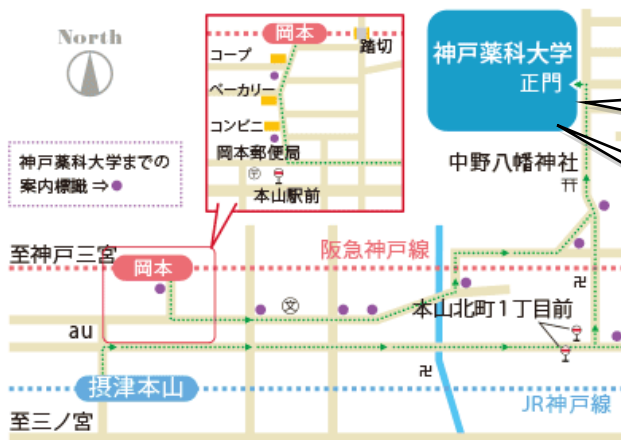 North
神戸薬科大学までの
案内標識 ⇒
岡本
踏切
コープ
ベーカリー
コンビニ
岡本郵便局
本山駅前
神戸薬科大学
正門
中野八幡神社
至神戸三宮
岡本
阪急神戸線
文
本山北町1丁目前
au
摂津本山
JR神戸線
至三ノ宮